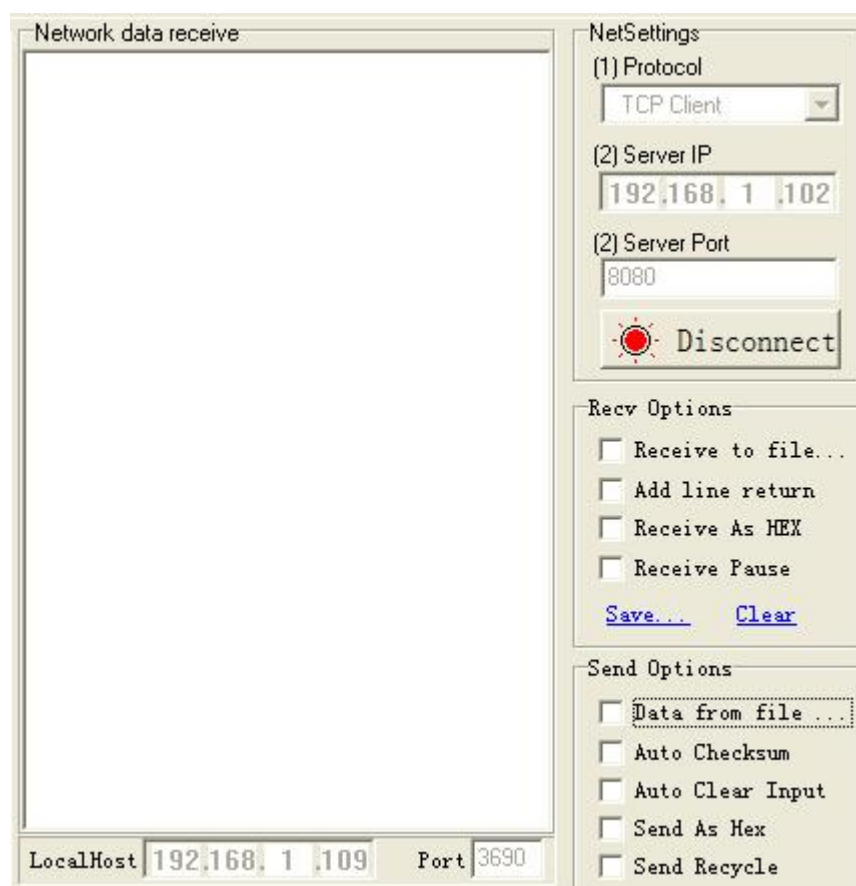 Network data receive
NetSettings
(1) Protocol
TCP Client
(2) Server IP
192.168. 1 .102
(2) Server Port
8080
Disconnect
Recv Options
Receive to file...
Add line return
Receive As HEX
Receive Pause
Save... Clear
Send Options
Data from file ...
Auto Checksum
Auto Clear Input
Send As Hex
Send Recycle
LocalHost 192.168. 1 .109 Port 3690